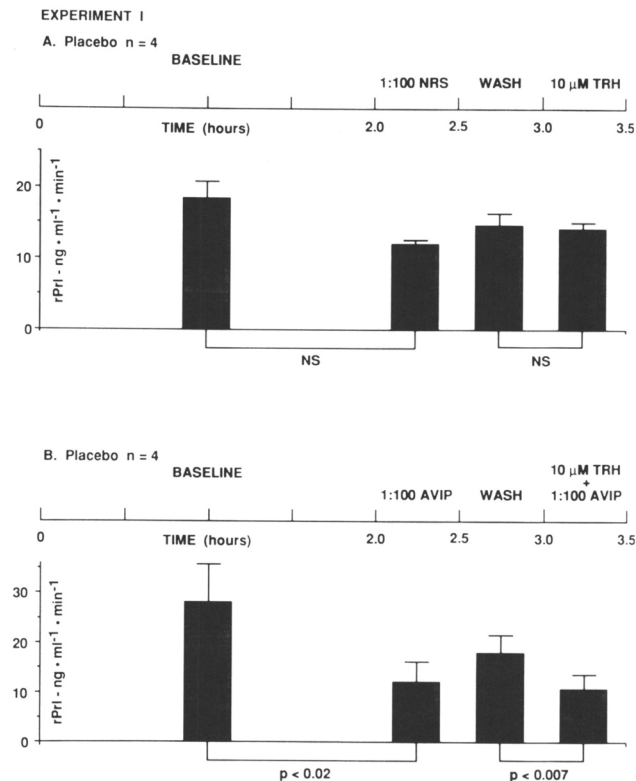 EXPERIMENT I
A. Placebo n = 4
BASELINE
1:100 NRS WASH 10 μM TRH
0 TIME (hours) 2.0 2.5 3.0 3.5
rPrl - ng • ml⁻¹ • min⁻¹
20
10
0
NS NS
B. Placebo n = 4
BASELINE
10 μM TRH
+
1:100 AVIP WASH 1:100 AVIP
0 TIME (hours) 2.0 2.5 3.0 3.5
rPrl - ng • ml⁻¹ • min⁻¹
30
20
10
0
p < 0.02 p < 0.007